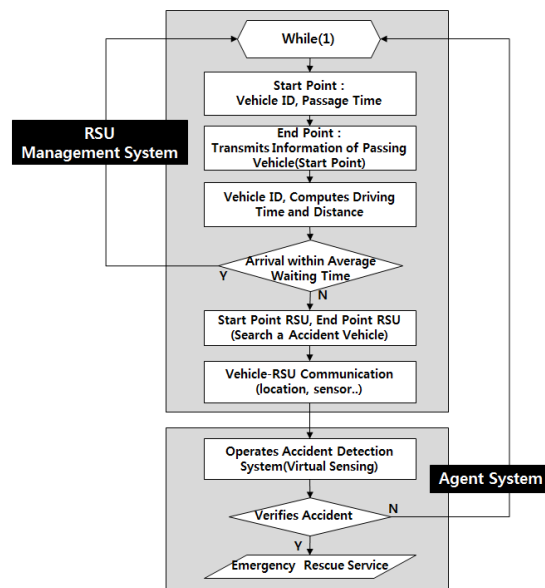 While(1)
Start Point :
Vehicle ID, Passage Time
RSU
Management System
End Point :
Transmits Information of Passing
Vehicle(Start Point)
Vehicle ID, Computes Driving
Time and Distance
Arrival within Average
Waiting Time
Y
N
Start Point RSU, End Point RSU
(Search a Accident Vehicle)
Vehicle-RSU Communication
(location, sensor..)
Operates Accident Detection
System(Virtual Sensing)
Agent System
Verifies Accident
N
Y
Emergency Rescue Service